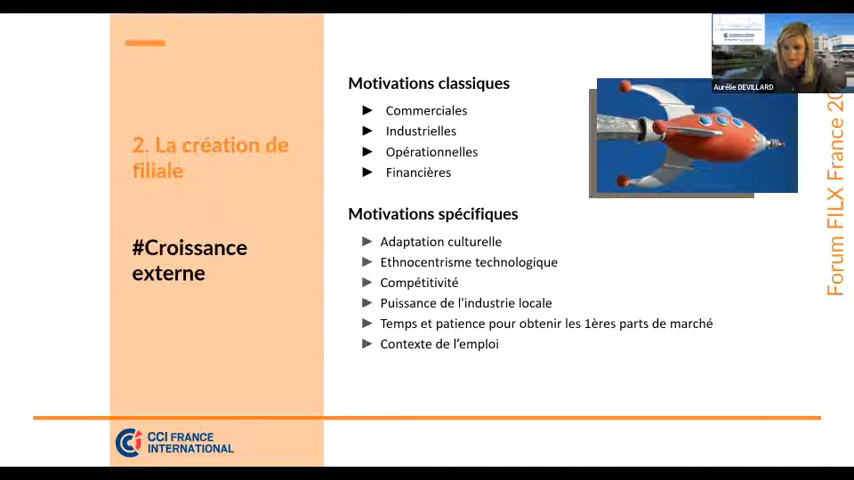 2. La création de
filiale
#Croissance
externe
Motivations classiques
► Commerciales
► Industrielles
► Opérationnelles
► Financières
Motivations spécifiques
► Adaptation culturelle
► Ethnocentrisme technologique
► Compétitivité
► Puissance de l'industrie locale
► Temps et patience pour obtenir les 1ères parts de marché
► Contexte de l’emploi
Aurélie DEVILLARD
Forum FILX France 20
CCI FRANCE
INTERNATIONAL